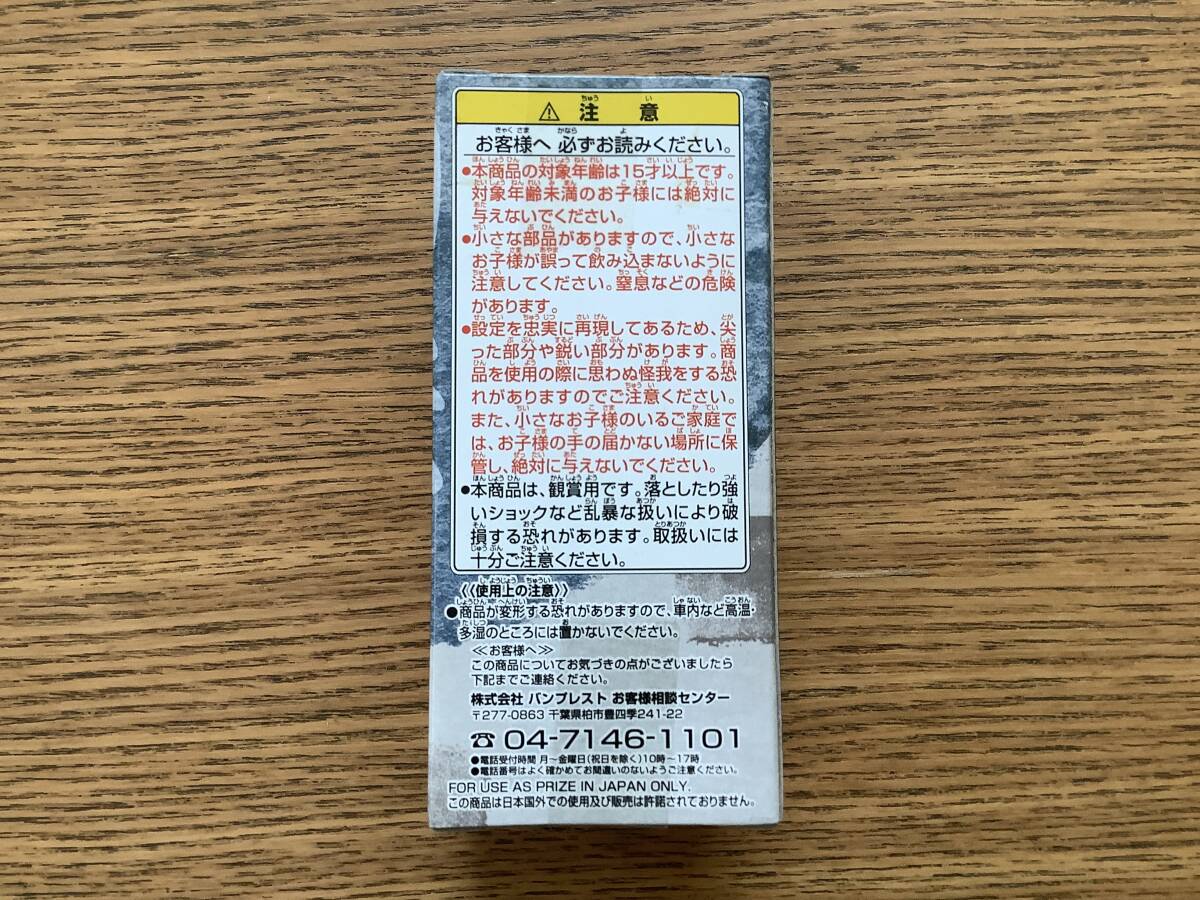 ⚠ 注意
お客様へ 必ずお読みください。
●本商品の対象年齢は15才以上です。
対象年齢未満のお子様には絶対に
与えないでください。
●小さな部品がありますので、小さな
お子様が誤って飲み込まないように
注意してください。窒息などの危険
があります。
●設定を忠実に再現してあるため、尖
った部分や鋭い部分があります。商
品を使用の際に思わぬ怪我をする恐
れがありますのでご注意ください。
また、小さなお子様のいるご家庭で
は、お子様の手の届かない場所に保
管し、絶対に与えないでください。
●本商品は、観賞用です。落としたり強
いショックなど乱暴な扱いにより破
損する恐れがあります。取扱いには
十分ご注意ください。
《使用上の注意》
●商品が変形する恐れがありますので、車内など高温・
多湿のところには置かないでください。
≪お客様へ≫
この商品についてお気づきの点がございましたら
下記までご連絡ください。
株式会社 バンプレスト お客様相談センター
〒277-0863 千葉県柏市豊四季241-22
☎ 04-7146-1101
●電話受付時間 月〜金曜日(祝日を除く)10時〜17時
●電話番号はよく確かめてお間違いのないようご注意ください。
FOR USE AS PRIZE IN JAPAN ONLY.
この商品は日本国外での使用及び販売は許諾されておりません。